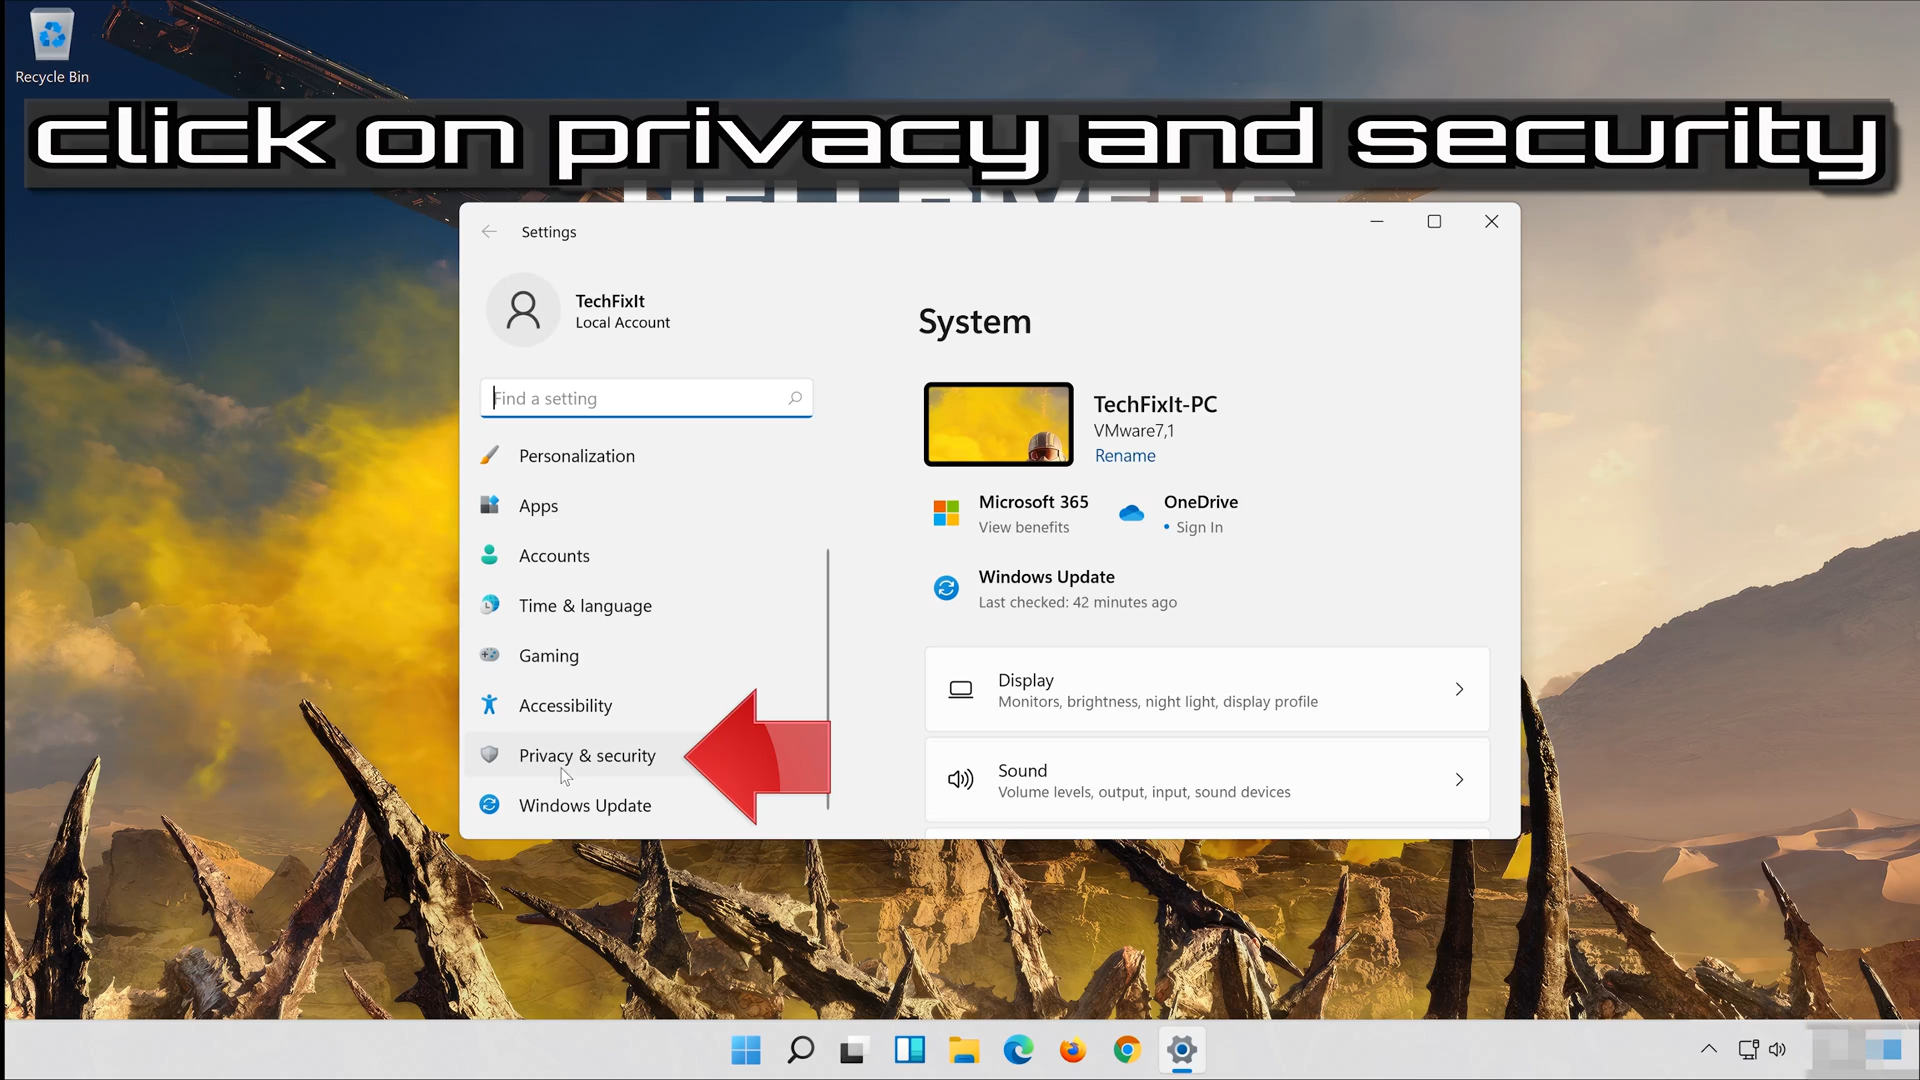 Recycle Bin
click on privacy and security
HELLDIVERS
Settings
TechFixIt
Local Account
Find a setting
Personalization
Apps
Accounts
Time & language
Gaming
Accessibility
Privacy & security
Windows Update
System
TechFixIt-PC
VMware7,1
Rename
Microsoft 365
View benefits
OneDrive
• Sign In
Windows Update
Last checked: 42 minutes ago
Display
Monitors, brightness, night light, display profile
Sound
Volume levels, output, input, sound devices